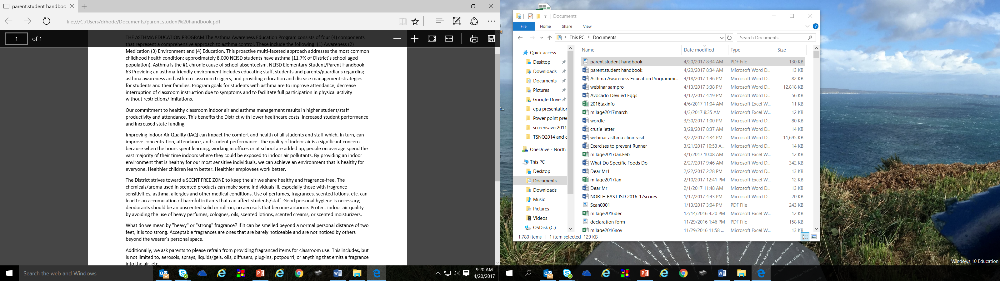 parent.student handboc
file:///C:/Users/drhode/Documents/parent.student%20handbook.pdf
1 of 1
THE ASTHMA EDUCATION PROGRAM The Asthma Awareness Education Program consists of four (4) components
that represent a comprehensive approach to asthma control. These include the following: (1) Awareness (2)
Medication (3) Environment and (4) Education. This proactive multi-faceted approach addresses the most common
childhood health condition; approximately 8,000 NEISD students have asthma (11.7% of District's school aged
population). Asthma is the #1 chronic cause of school absenteeism. NEISD Elementary Student/Parent Handbook
63 Providing an asthma friendly environment includes educating staff, students and parents/guardians regarding
asthma awareness and asthma classroom triggers; and providing education and disease management strategies
for students and their families. Program goals for students with asthma are to improve attendance, decrease
interruption of classroom instruction due to symptoms and to facilitate full participation in physical activity
without restrictions/limitations.
Our commitment to healthy classroom indoor air and asthma management results in higher student/staff
productivity and attendance. This benefits the District with lower healthcare costs, increased student performance
and increased state funding.
Improving Indoor Air Quality (IAQ) can impact the comfort and health of all students and staff which, in turn, can
improve concentration, attendance, and student performance. The quality of indoor air is a significant concern
because when the hours spent learning, working in offices or at school are added up, people on average spend the
vast majority of their time indoors where they could be exposed to indoor air pollutants. By providing an indoor
environment that is healthy for our most sensitive individuals, we can achieve an environment that is healthy for
everyone. Healthier children learn better. Healthier employees work better.
The District strives toward a SCENT FREE ZONE to keep the air we share healthy and fragrance-free. The
chemicals/aroma used in scented products can make some individuals ill, especially those with fragrance
sensitivities, asthma, allergies and other medical conditions. Use of perfumes, fragrances, scented lotions, etc. can
lead to an accumulation of harmful irritants that can affect students/staff. Good personal hygiene is necessary;
deodorants should be an unscented solid or roll-on; no aerosols that become airborne. Protect indoor air quality
by avoiding the use of heavy perfumes, colognes, oils, scented lotions, scented creams, or scented moisturizers.
What do we mean by "heavy" or "strong" fragrance? If it can be smelled beyond a normal personal distance of two
feet, it is too strong. Acceptable fragrances are ones that are barely noticeable and are not noticed by others
beyond the wearer's personal space.
Additionally, we ask parents to please refrain from providing fragranced items for classroom use. This includes, but
is not limited to, aerosols, sprays, liquids/gels, oils, diffusers, plug-ins, potpourri, or anything that emits a fragrance
into the air, etc.
Search the web and Windows
9:20 AM
4/20/2017
Documents
File Home Share View
This PC > Documents
Search Documents
Quick access
Desktop
Downloads
Documents
Pictures
Google Drive
epa presentation
Power point pres
screensaver2011
TSNO2014 and c
OneDrive - North
This PC
Desktop
Documents
Downloads
Music
Pictures
Videos
OSDisk (C:)
Name Date modified Type Size
parent.student handbook 4/20/2017 8:34 AM PDF File 130 KB
parent.student handbook 4/20/2017 8:34 AM Microsoft Word D... 13 KB
Asthma Awareness Education Programmi... 4/18/2017 1:46 PM Microsoft Word D... 82 KB
webinar sampro 4/13/2017 3:38 PM Microsoft Word D... 12,818 KB
Avocado Deviled Eggs 4/12/2017 4:19 PM Microsoft Word D... 56 KB
2016taxinfo 4/6/2017 11:04 AM Microsoft Excel W... 11 KB
milage2017march 4/3/2017 8:35 AM Microsoft Excel W... 12 KB
wordle 3/30/2017 1:00 PM Microsoft Word D... 80 KB
crusie letter 3/28/2017 8:37 AM Microsoft Word D... 14 KB
webinar asthma clinic visit 3/22/2017 4:34 PM Microsoft Word D... 11,695 KB
Exercises to prevent Runner 3/21/2017 10:53 A... Microsoft Word D... 14 KB
milage2017Jan.Feb 3/1/2017 10:08 AM Microsoft Excel W... 12 KB
What Do Specific Foods Do 2/27/2017 9:46 AM Microsoft Word D... 342 KB
Dear Mr1 2/22/2017 2:28 PM Microsoft Word D... 13 KB
milage2017Jan 2/10/2017 12:41 PM Microsoft Excel W... 12 KB
Dear Mr 2/1/2017 11:48 AM Microsoft Word D... 13 KB
NORTH EAST ISD 2016-17scores 1/17/2017 4:43 PM Microsoft Word D... 20 KB
Scan0001 1/13/2017 3:04 PM PDF File 243 KB
milage2016dec 12/14/2016 4:20 PM Microsoft Excel W... 12 KB
declaration form 11/29/2016 1:46 PM PDF File 158 KB
milage2016nov 11/29/2016 11:58 ... Microsoft Excel W... 13 KB
1,780 items 1 item selected 129 KB
Windows 10 Education